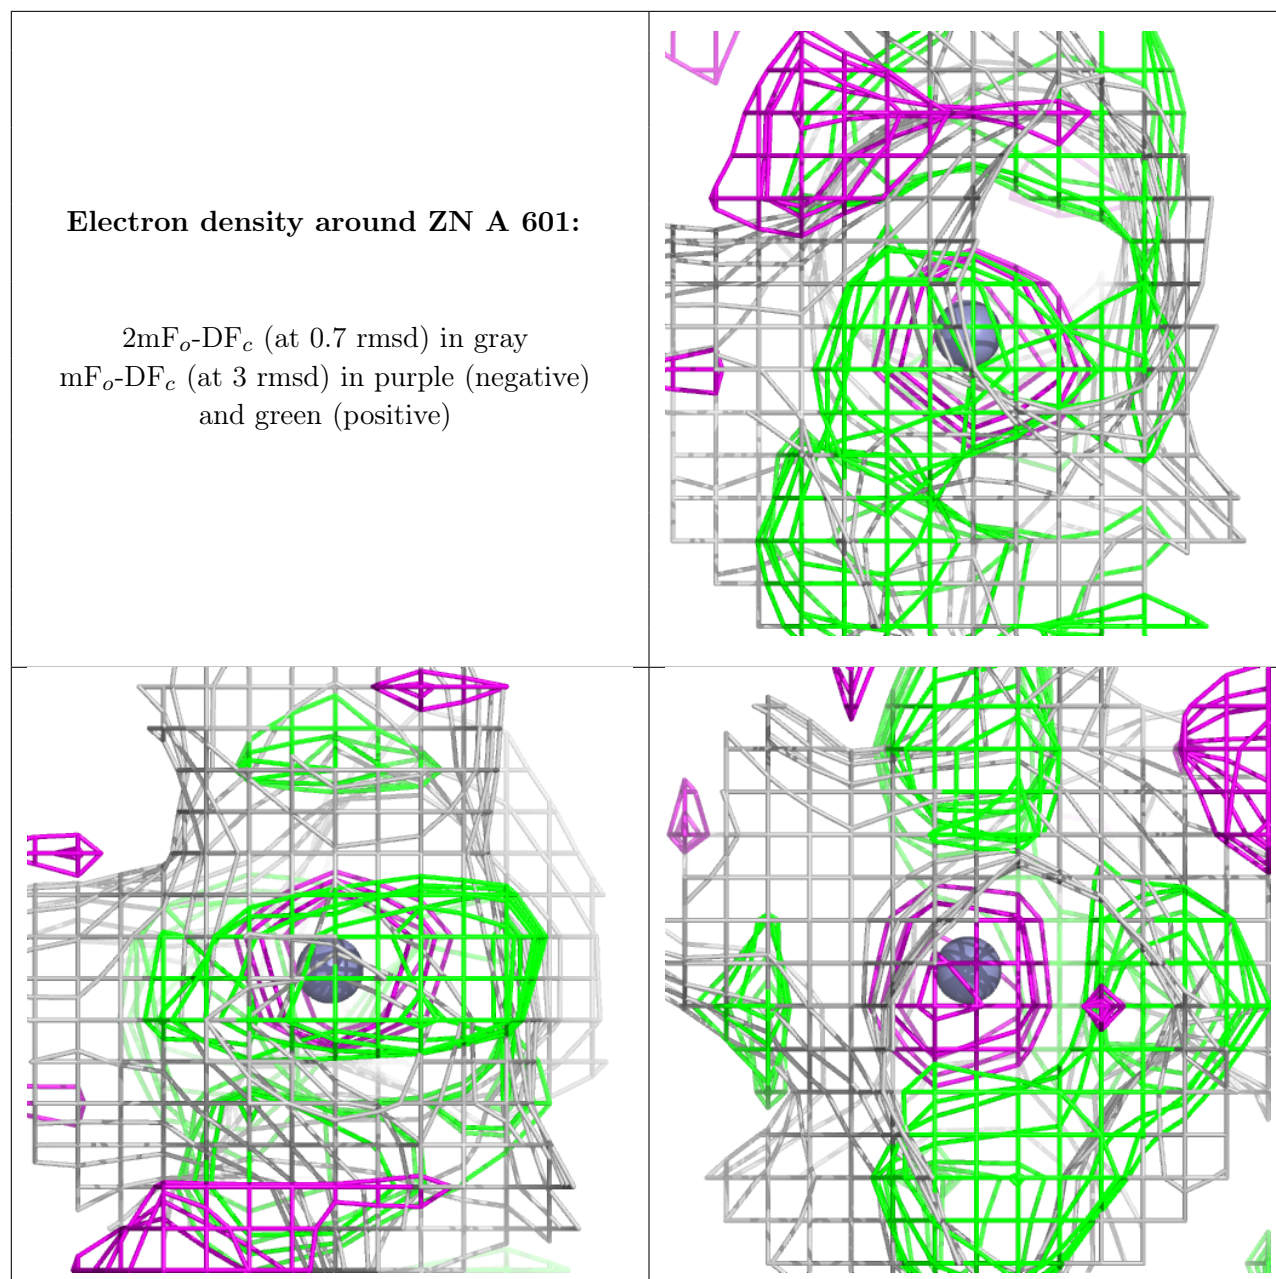 Electron density around ZN A 601:
2mFo-DFc (at 0.7 rmsd) in gray
mFo-DFc (at 3 rmsd) in purple (negative)
and green (positive)